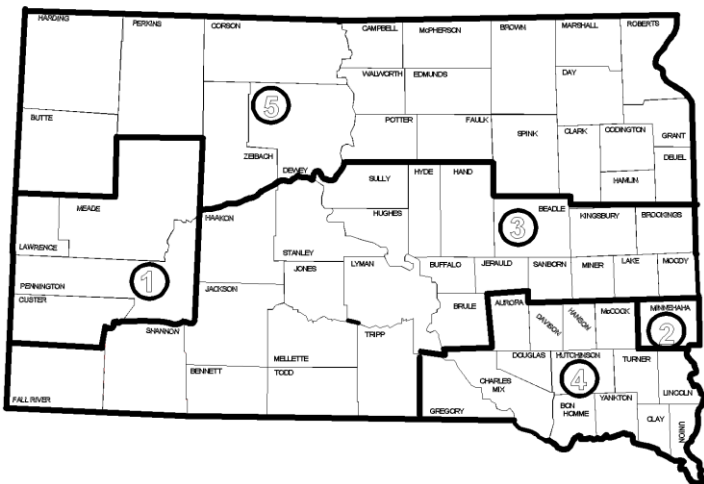 HARDING
PERKINS
CORSON
CAMPBELL
McPHERSON
BROWN
MARSHALL
ROBERTS
WALWORTH
EDMUNDS
DAY
5
BUTTE
POTTER
FAULK
SPINK
CLARK
CODINGTON
GRANT
ZEIBACH
DEWEY
DEUEL
HAMLIN
SULLY
HYDE
HAND
MEADE
HAAKON
HUGHES
BEADLE
KINGSBURY
BROOKINGS
3
LAWRENCE
STANLEY
1
PENNINGTON
JONES
LYMAN
BUFFALO
JERAULD
SANBORN
MINER
LAKE
MOODY
CUSTER
JACKSON
BRULE
AURORA
DAVISON
HANSON
McCOOK
MINNEHAHA
2
SHANNON
TRIPP
MELLETTE
DOUGLAS
HUTCHINSON
TURNER
BENNETT
TODD
CHARLES
MIX
4
LINCOLN
FALL RIVER
GREGORY
BON
HOMME
YANKTON
CLAY
UNION